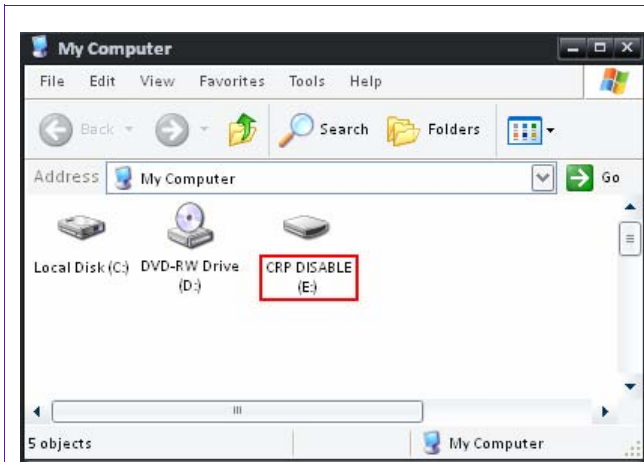 My Computer
File Edit View Favorites Tools Help
Back Search Folders
Address My Computer Go
Local Disk (C:) DVD-RW Drive (D:) CRP DISABLE (E:)
5 objects My Computer